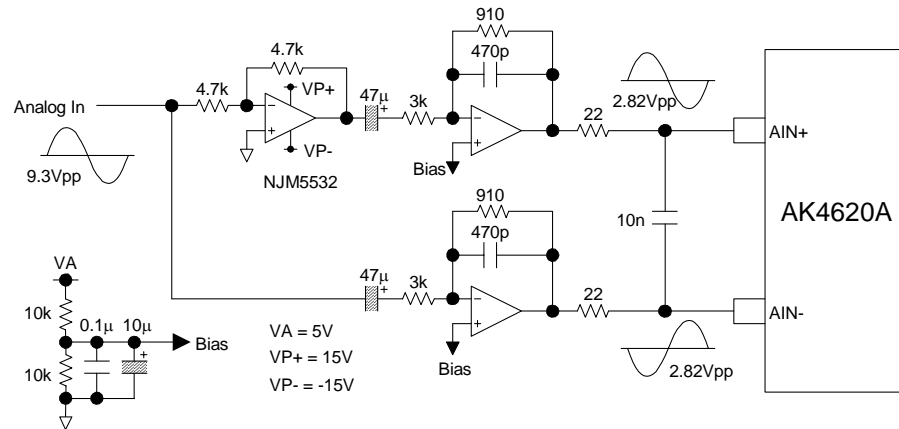 910
4.7k
470p
4.7k
VP+
47μ
+
3k
−
+
2.82Vpp
22
Analog In
−
+
VP-
NJM5532
Bias
9.3Vpp
AIN+
910
470p
10n
AK4620A
VA
47μ
+
3k
−
+
22
AIN-
10k
0.1μ
10μ
+
Bias
VA = 5V
VP+ = 15V
VP- = -15V
Bias
2.82Vpp
10k